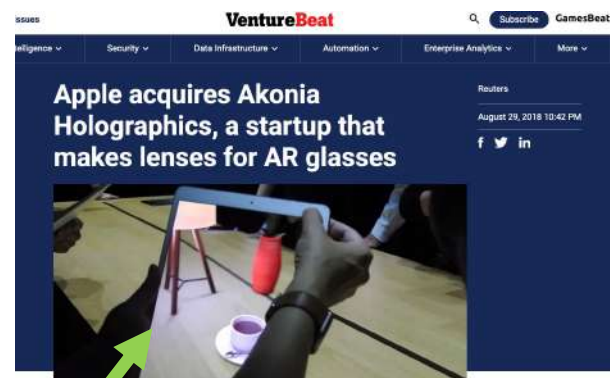 ssues
VentureBeat
Subscribe
GamesBeat
telligence
Security
Data Infrastructure
Automation
Enterprise Analytics
More
Apple acquires Akonia
Holographics, a startup that
makes lenses for AR glasses
Reuters
August 29, 2018 10:42 PM